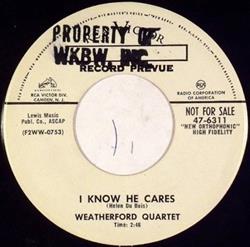 PROPERTY OF
WKBW INC
RECORD PREVUE
RCA VICTOR DIV.
CAMDEN, N. J.
RADIO CORPORATION
OF AMERICA
Lewis Music
Publ. Co., ASCAP
(F2WW-0753)
NOT FOR SALE
47-6311
"NEW ORTHOPHONIC"
HIGH FIDELITY
I KNOW HE CARES
(Helen Du Bois)
WEATHERFORD QUARTET
Time: 2:46